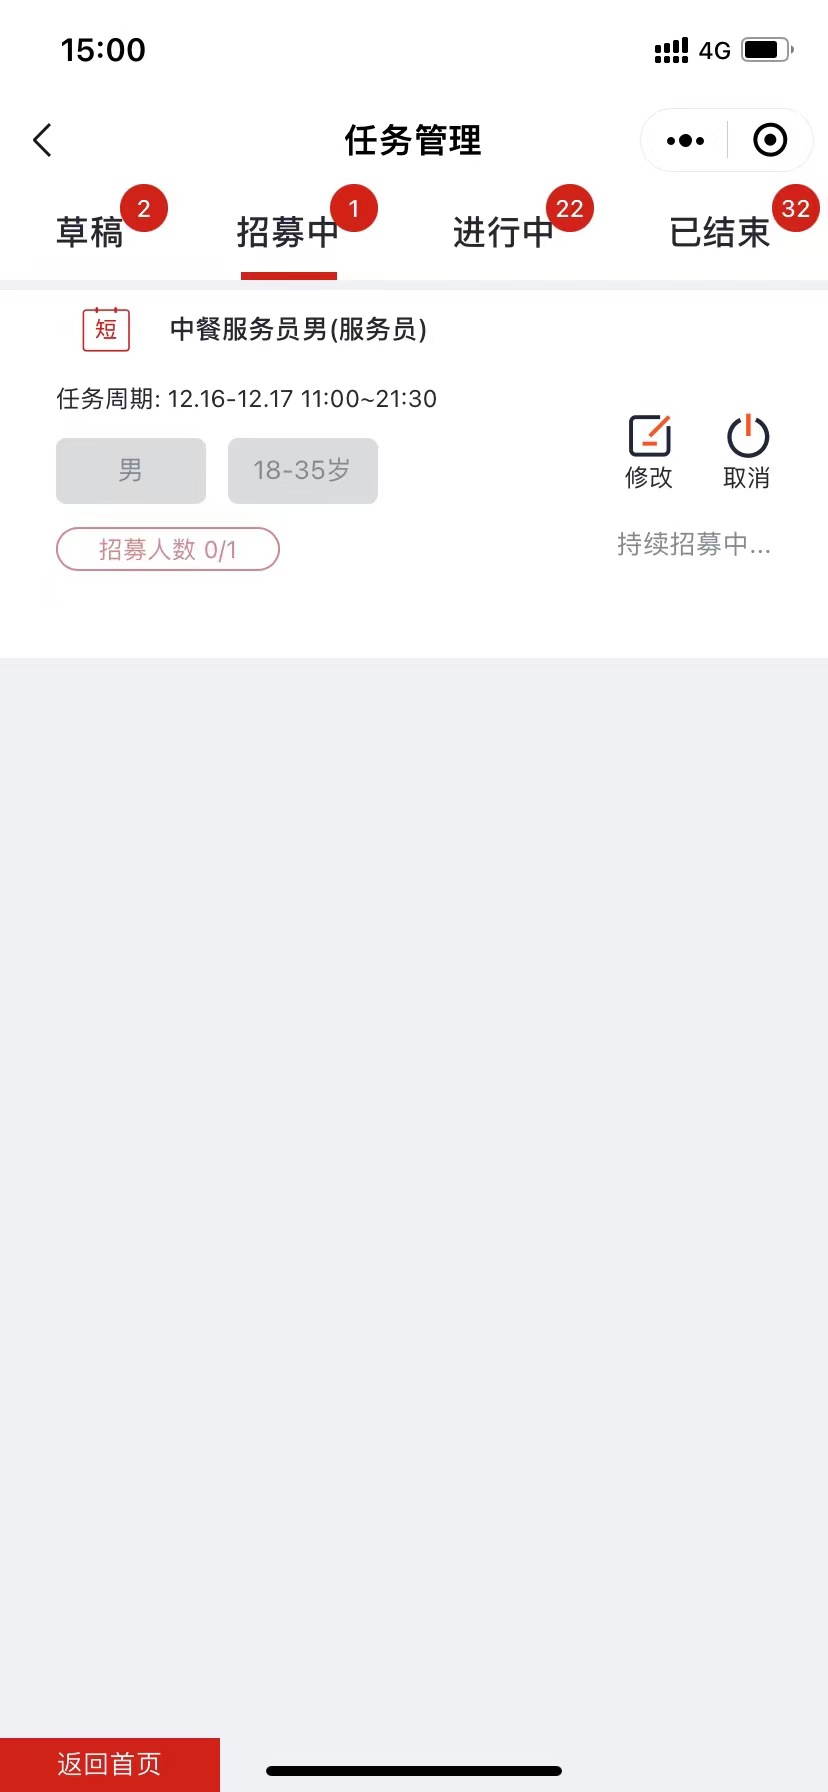 15:00 4G
任务管理
草稿 2 招募中 1 进行中 22 已结束 32
短 中餐服务员男(服务员)
任务周期: 12.16-12.17 11:00~21:30
男 18-35岁
修改 取消
招募人数 0/1 持续招募中...
返回首页